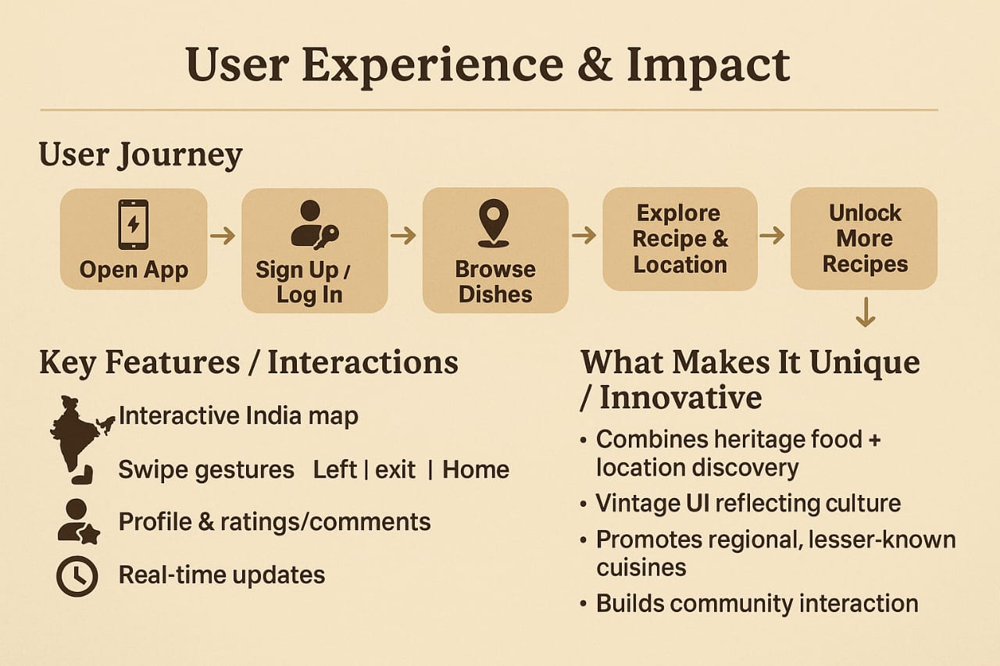 User Experience & Impact
User Journey
Open App
Sign Up /
Log In
Browse
Dishes
Explore
Recipe &
Location
Unlock
More
Recipes
Key Features / Interactions
Interactive India map
Swipe gestures Left | exit | Home
Profile & ratings/comments
Real-time updates
What Makes It Unique
/ Innovative
• Combines heritage food +
location discovery
• Vintage UI reflecting culture
• Promotes regional, lesser-known
cuisines
• Builds community interaction